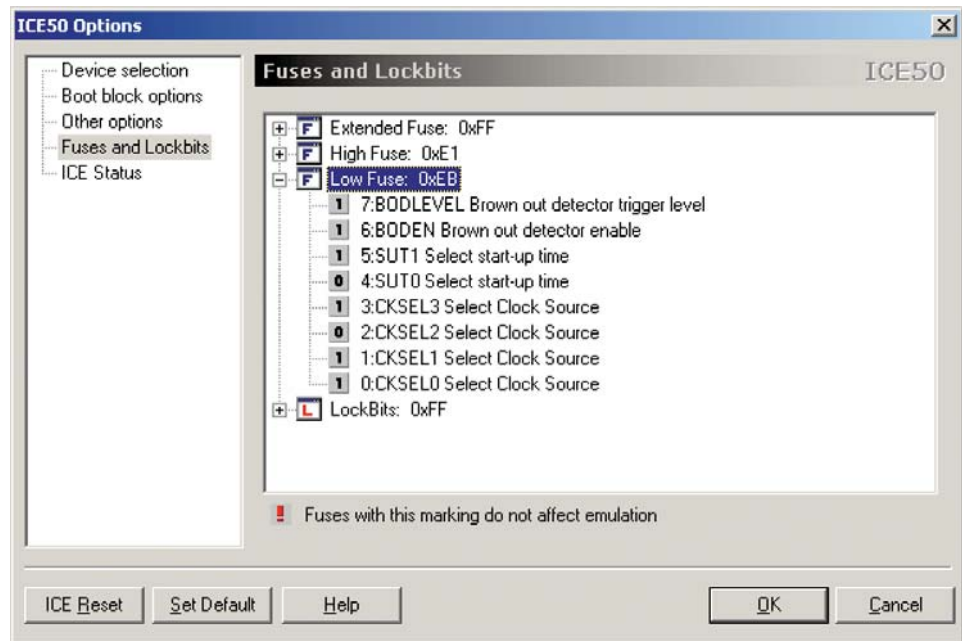 ICE50 Options
Device selection
Boot block options
Other options
Fuses and Lockbits
ICE Status
Fuses and Lockbits
ICE50
Extended Fuse: 0xFF
High Fuse: 0xE1
Low Fuse: 0xEB
1 7:BODLEVEL Brown out detector trigger level
1 6:BODEN Brown out detector enable
1 5:SUT1 Select start-up time
0 4:SUT0 Select start-up time
1 3:CKSEL3 Select Clock Source
0 2:CKSEL2 Select Clock Source
1 1:CKSEL1 Select Clock Source
1 0:CKSEL0 Select Clock Source
LockBits: 0xFF
! Fuses with this marking do not affect emulation
ICE Reset
Set Default
Help
OK
Cancel